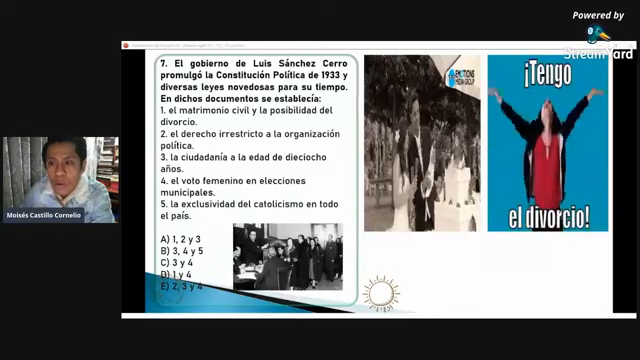 Powered by
StreamYard
7. El gobierno de Luis Sánchez Cerro
promulgó la Constitución Política de 1933 y
diversas leyes novedosas para su tiempo.
En dichos documentos se establecía:
1. el matrimonio civil y la posibilidad del
divorcio.
2. el derecho irrestricto a la organización
política.
3. la ciudadanía a la edad de dieciocho
años.
4. el voto femenino en elecciones
municipales.
5. la exclusividad del catolicismo en todo
el país.
A) 1, 2 y 3
B) 3, 4 y 5
C) 3 y 4
D) 1 y 4
E) 2, 3 y 4
EMOTIONS
MEDIA GROUP
¡Tengo
el divorcio!
Moisés Castillo Cornelio